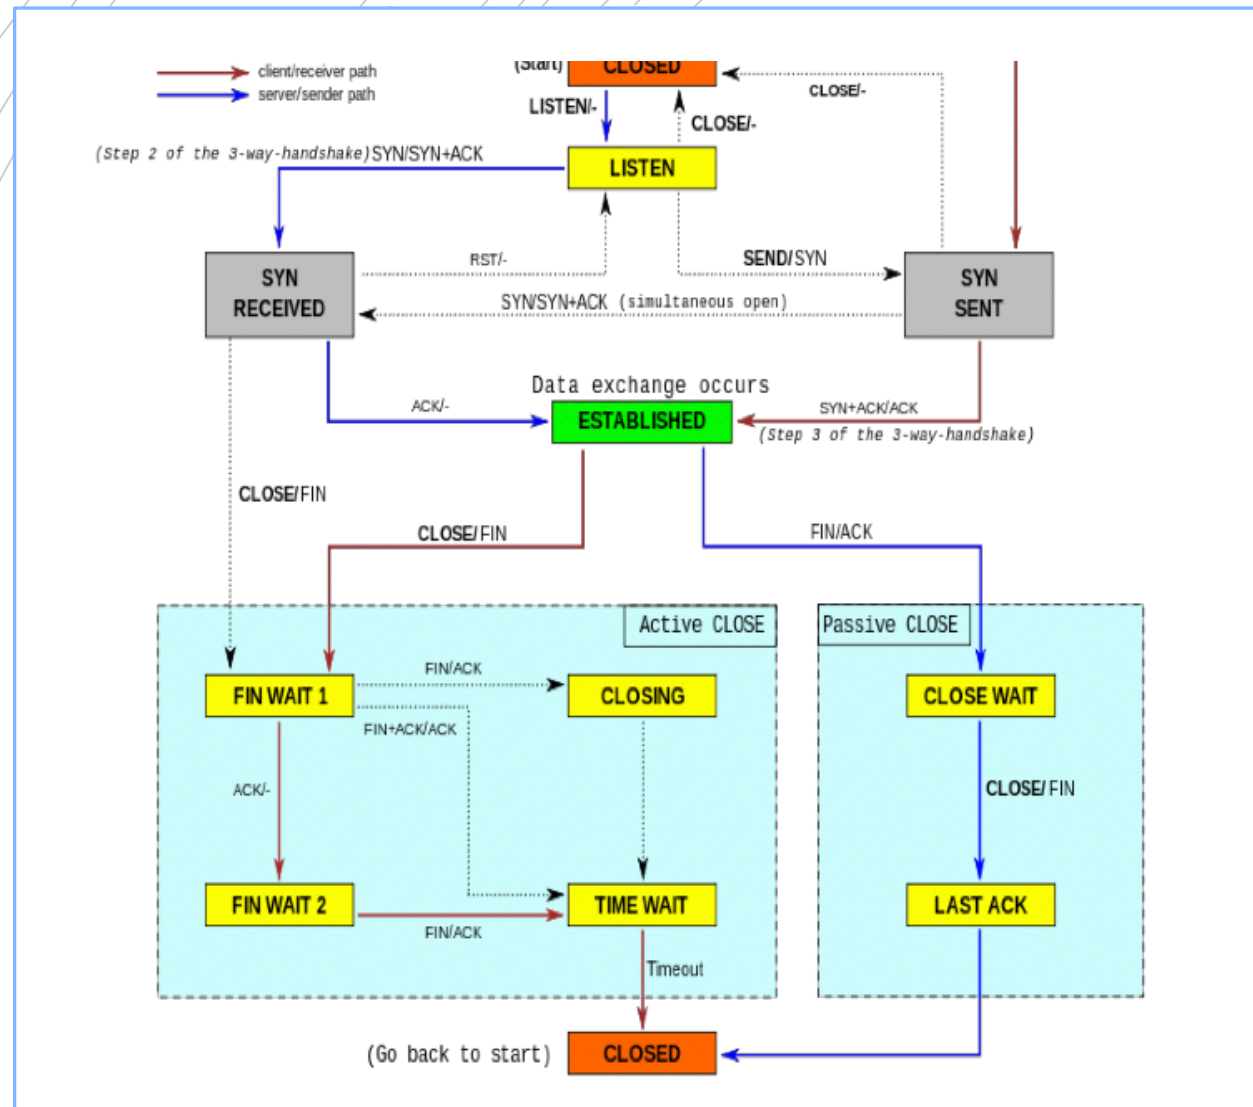 (Start)
CLOSED
client/receiver path
server/sender path
CLOSE/-
LISTEN/-
CLOSE/-
(Step 2 of the 3-way-handshake) SYN/SYN+ACK
LISTEN
RST/-
SEND/SYN
SYN
RECEIVED
SYN
SENT
SYN/SYN+ACK (simultaneous open)
Data exchange occurs
ACK/-
ESTABLISHED
SYN+ACK/ACK
(Step 3 of the 3-way-handshake)
CLOSE/FIN
CLOSE/FIN
FIN/ACK
Active CLOSE
Passive CLOSE
FIN/ACK
FIN WAIT 1
CLOSING
CLOSE WAIT
FIN+ACK/ACK
ACK/-
CLOSE/FIN
FIN WAIT 2
TIME WAIT
LAST ACK
FIN/ACK
Timeout
(Go back to start)
CLOSED